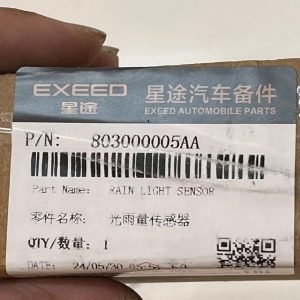 EXEED 星途汽车备件
星途 EXEED AUTOMOBILE PARTS
P/N: 803000005AA
Part Name: RAIN LIGHT SENSOR
零件名称: 光雨量传感器
QTY/数量: 1
DATE: 24/05/30